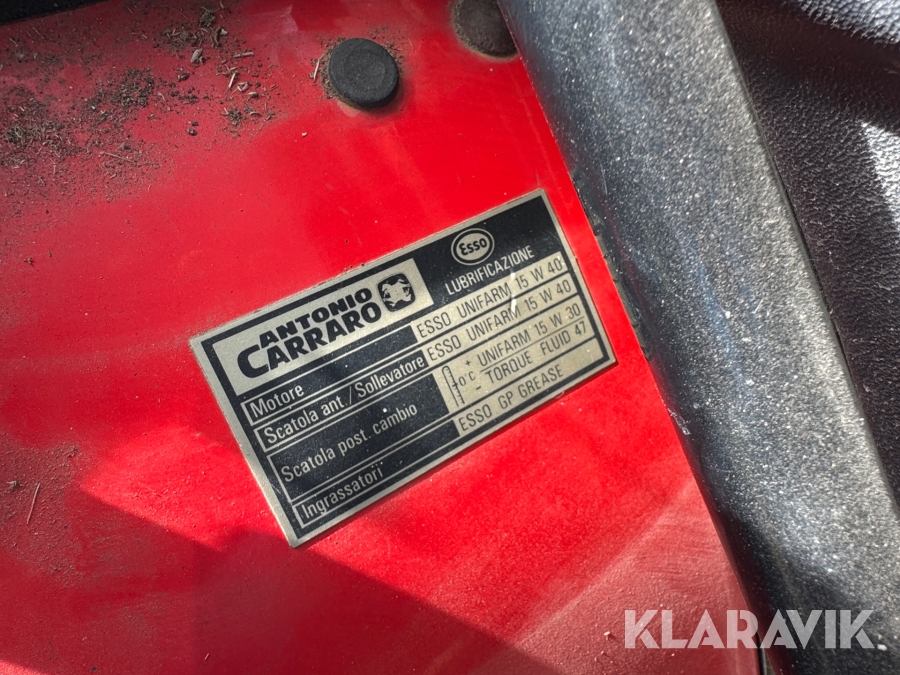 Esso
LUBRIFICAZIONE
ANTONIO
CARRARO
Motore ESSO UNIFARM 15 W 40
Scatola ant./Sollevatore ESSO UNIFARM 15 W 40
Scatola post. cambio 0°C + UNIFARM 15 W 30
- TORQUE FLUID 47
Ingrassatori ESSO GP GREASE
KLARAVIK